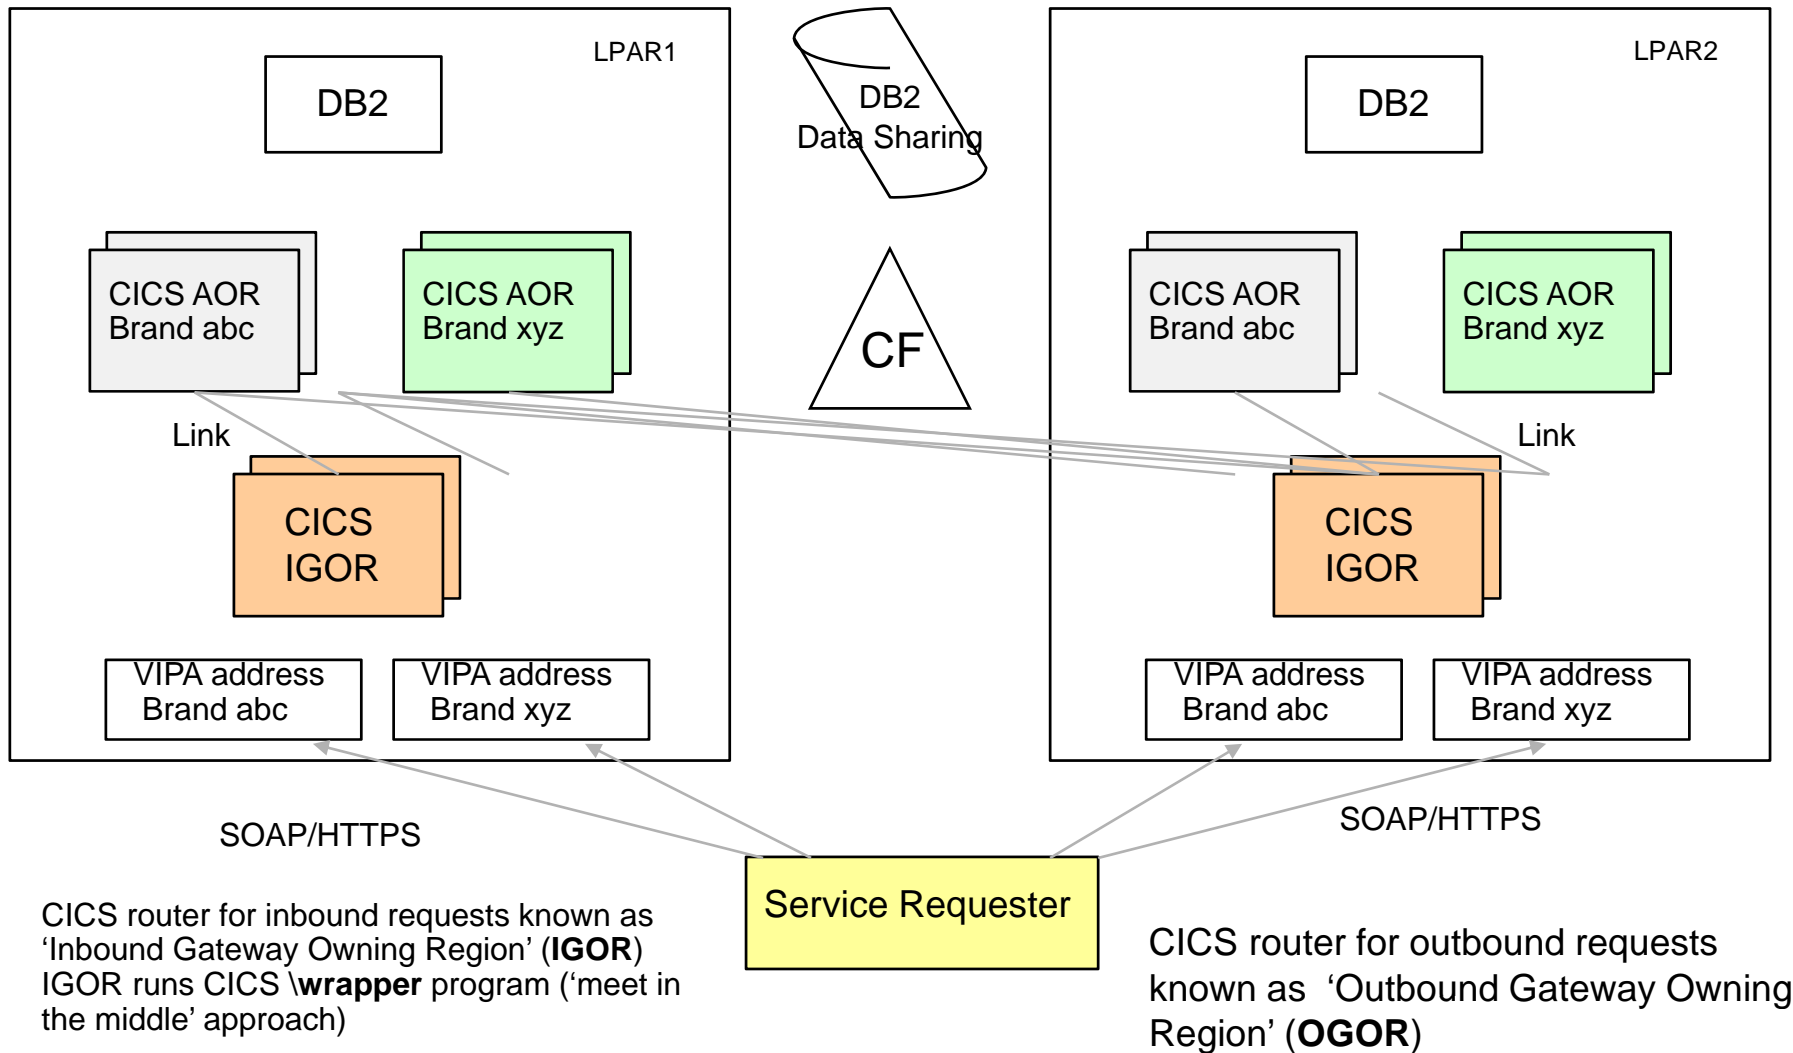 LPAR1
DB2
CICS AOR
Brand abc
CICS AOR
Brand xyz
Link
CICS
IGOR
VIPA address
Brand abc
VIPA address
Brand xyz
DB2
Data Sharing
CF
LPAR2
DB2
CICS AOR
Brand abc
CICS AOR
Brand xyz
Link
CICS
IGOR
VIPA address
Brand abc
VIPA address
Brand xyz
SOAP/HTTPS
SOAP/HTTPS
Service Requester
CICS router for inbound requests known as
‘Inbound Gateway Owning Region’ (IGOR)
IGOR runs CICS \wrapper program (‘meet in
the middle’ approach)
CICS router for outbound requests
known as ‘Outbound Gateway Owning
Region’ (OGOR)